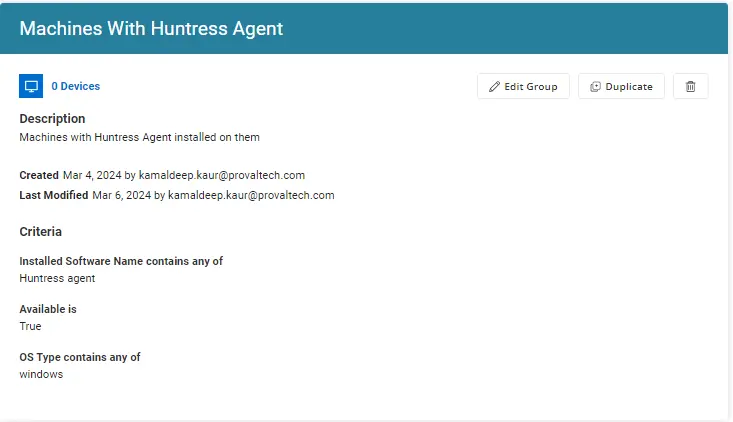 Machines With Huntress Agent
0 Devices
Edit Group
Duplicate
Description
Machines with Huntress Agent installed on them
Created Mar 4, 2024 by kamaldeep.kaur@provaltech.com
Last Modified Mar 6, 2024 by kamaldeep.kaur@provaltech.com
Criteria
Installed Software Name contains any of
Huntress agent
Available is
True
OS Type contains any of
windows